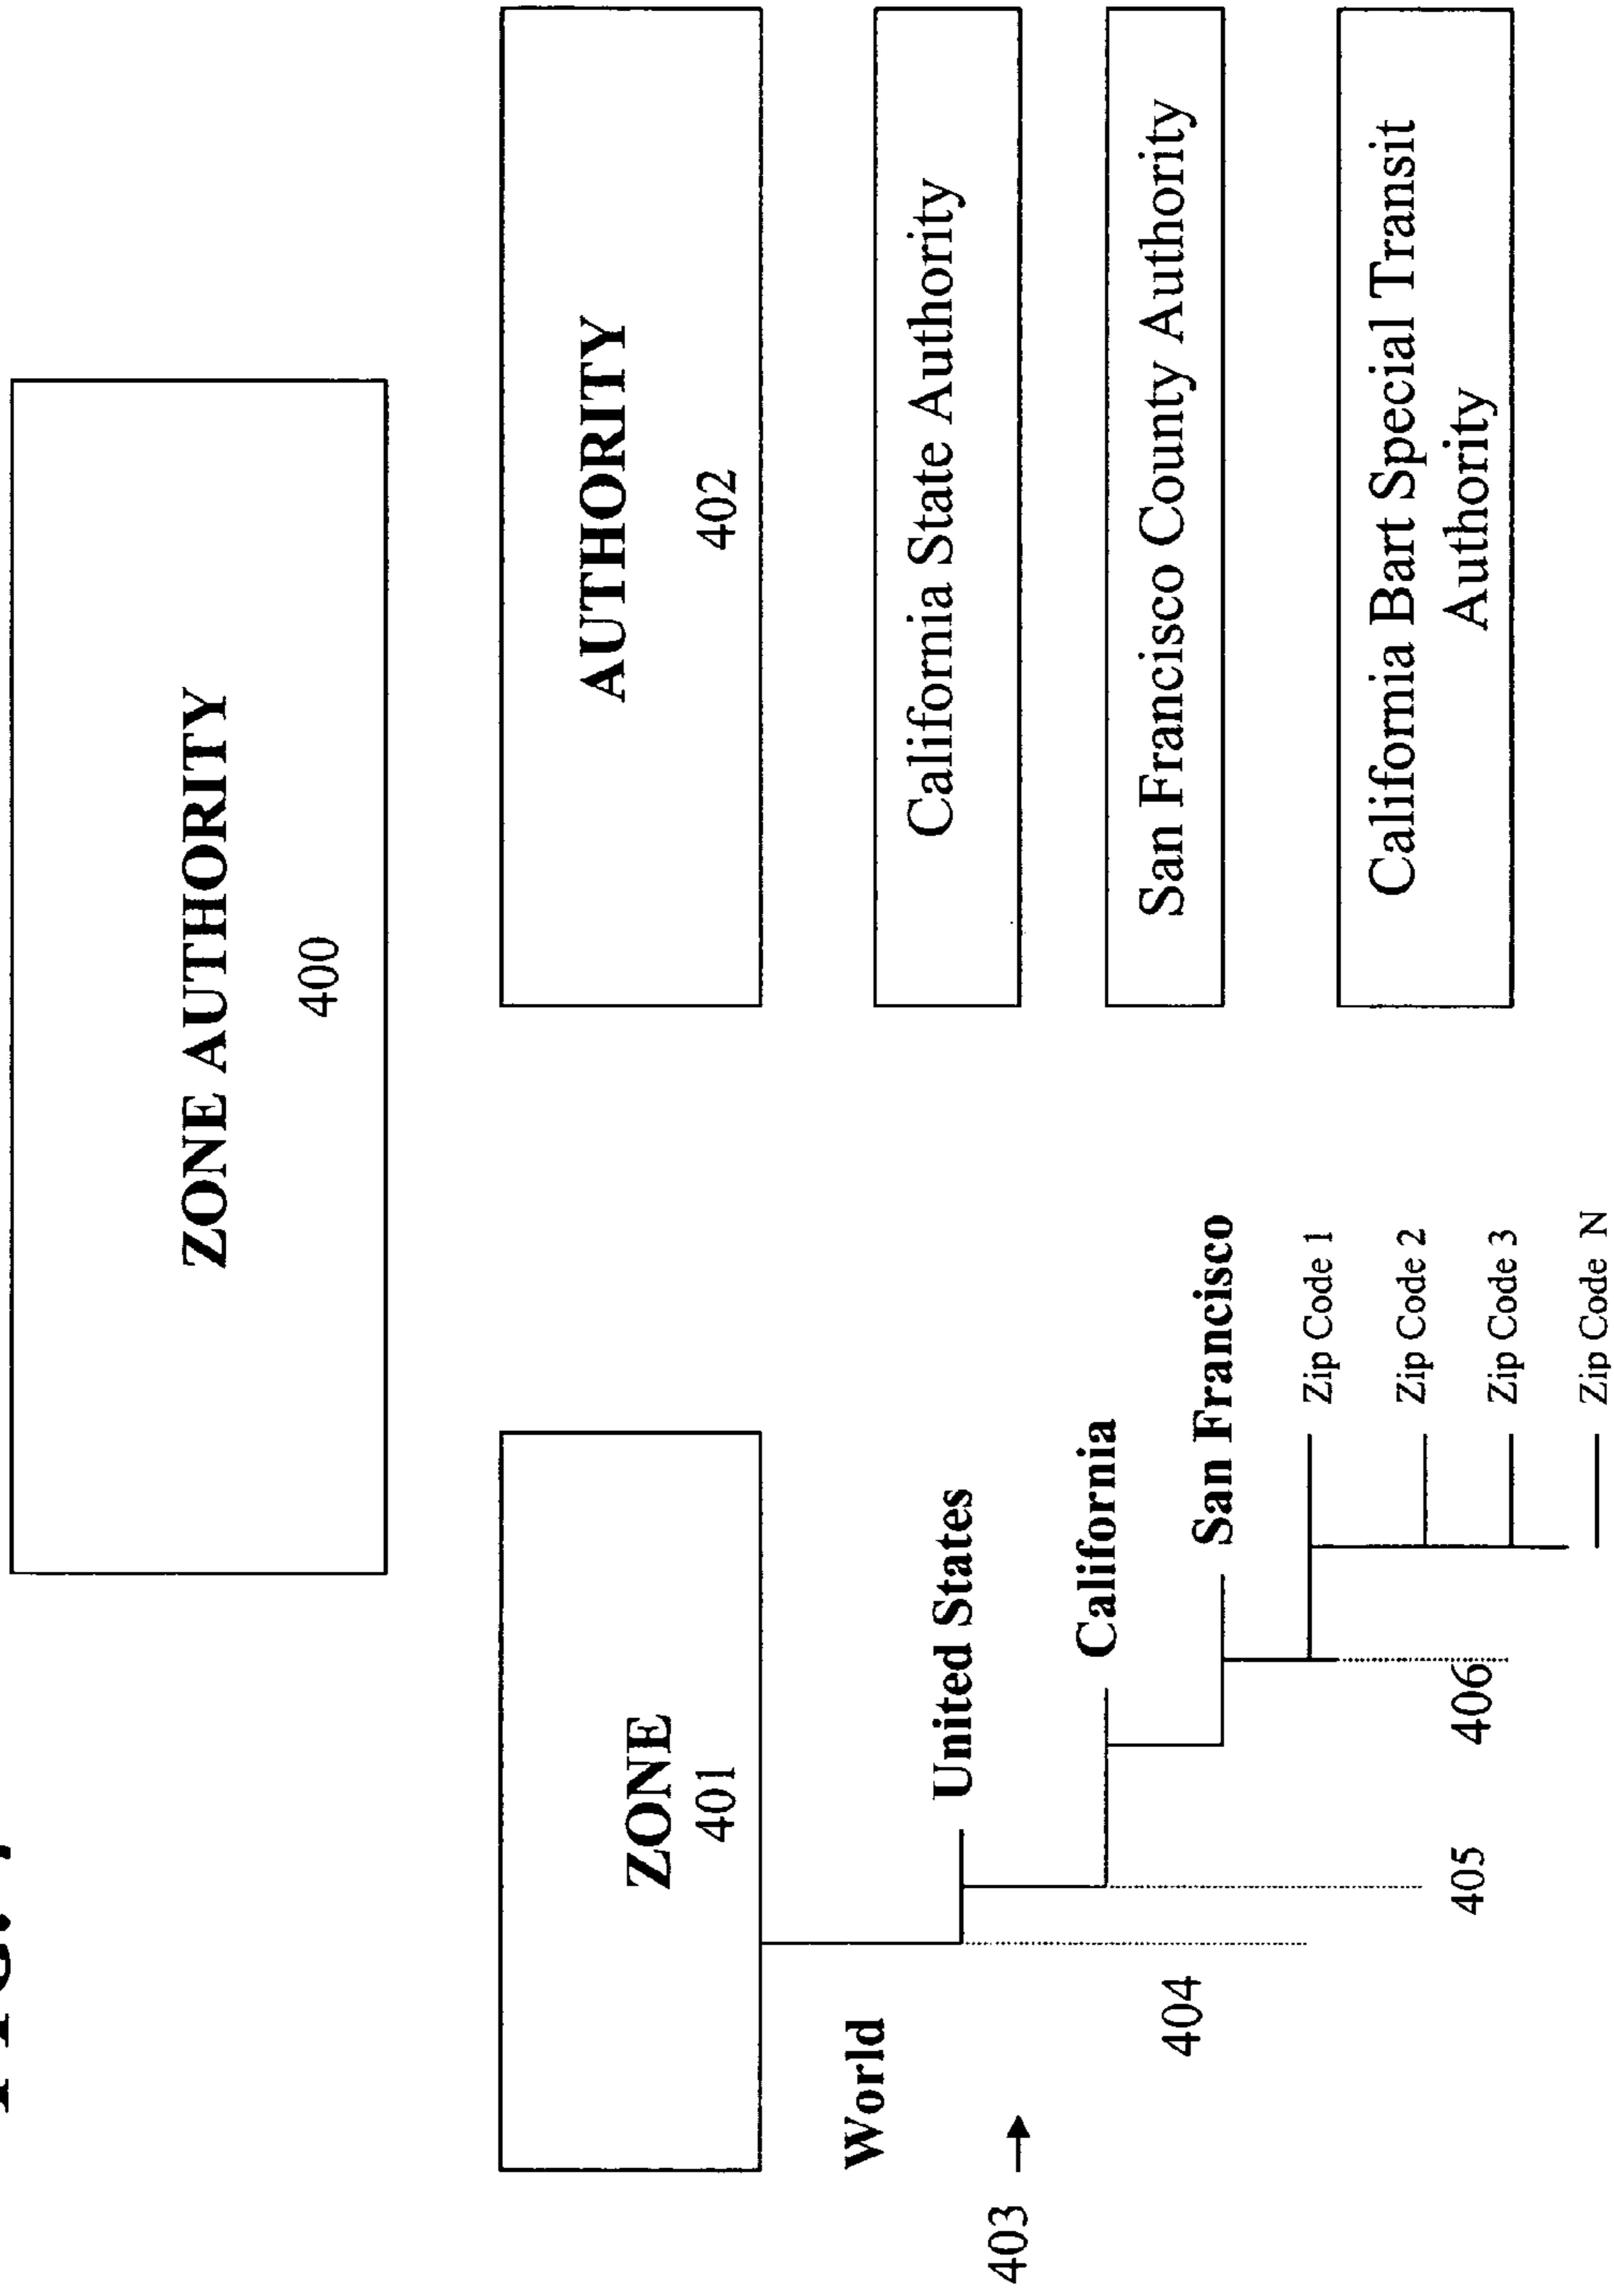 ZONE AUTHORITY
400
ZONE
401
AUTHORITY
402
World
403
United States
404
California
405
San Francisco
406
Zip Code 1
Zip Code 2
Zip Code 3
Zip Code N
California State Authority
San Francisco County Authority
California Bart Special Transit
Authority